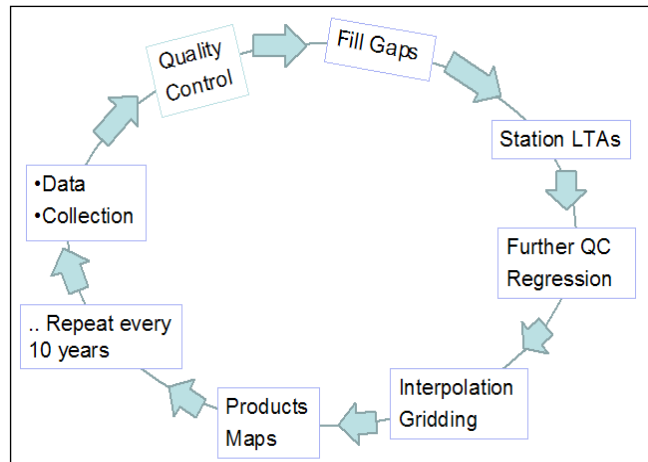 Quality
Control
Fill Gaps
Station LTAs
Further QC
Regression
Interpolation
Gridding
Products
Maps
.. Repeat every
10 years
•Data
•Collection